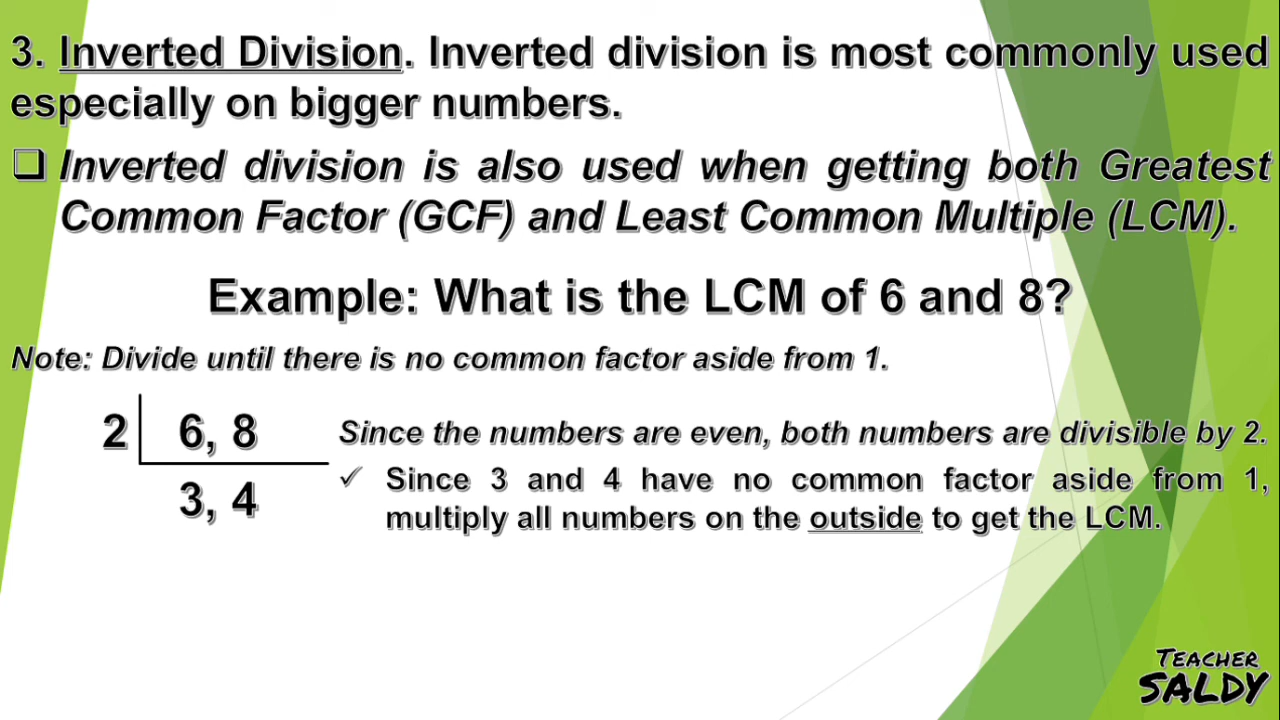 3. Inverted Division. Inverted division is most commonly used
especially on bigger numbers.
❑ Inverted division is also used when getting both Greatest
Common Factor (GCF) and Least Common Multiple (LCM).
Example: What is the LCM of 6 and 8?
Note: Divide until there is no common factor aside from 1.
2 6, 8 Since the numbers are even, both numbers are divisible by 2.
3, 4
✓ Since 3 and 4 have no common factor aside from 1,
multiply all numbers on the outside to get the LCM.
TEACHER
SALDY